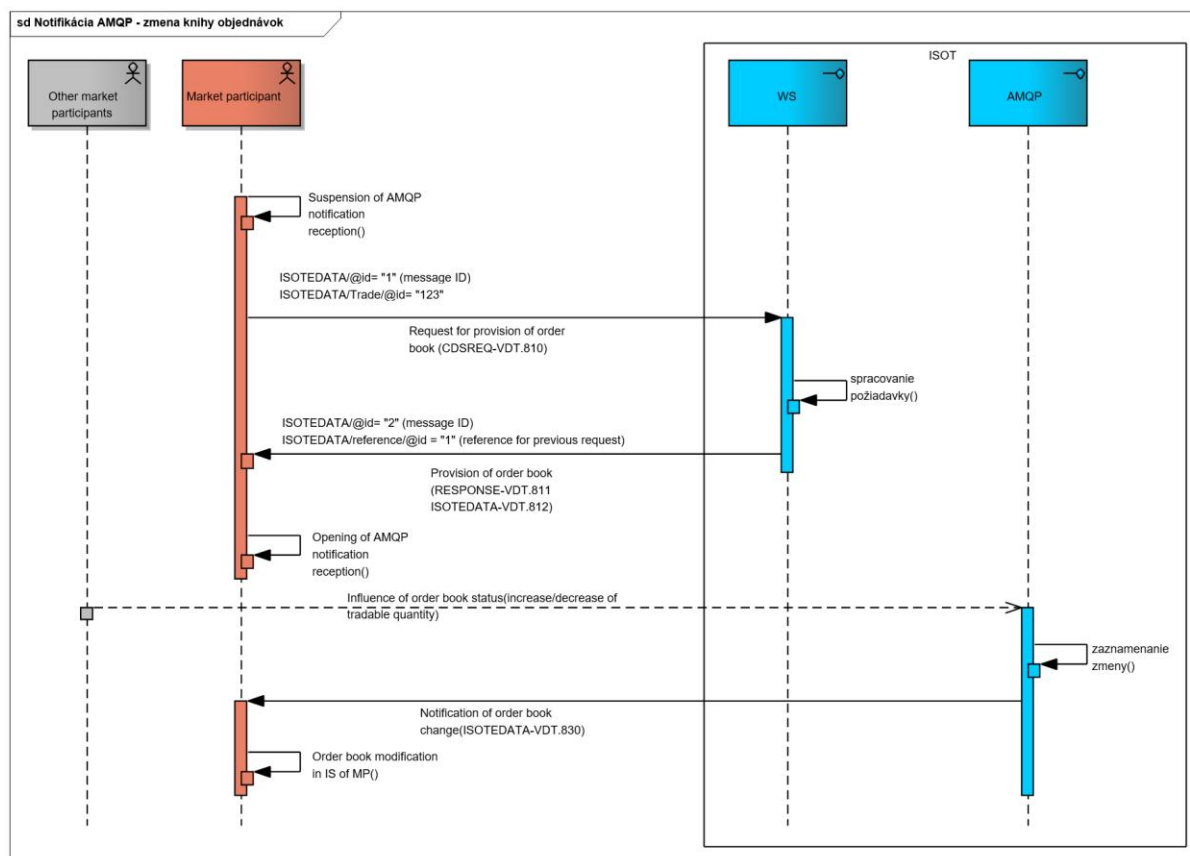 sd Notifikácia AMQP - zmena knihy objednávok
ISOT
Other market
participants
Market participant
WS
AMQP
Suspension of AMQP
notification
reception()
ISOTEDATA/@id= "1" (message ID)
ISOTEDATA/Trade/@id= "123"
Request for provision of order
book (CDSREQ-VDT.810)
spracovanie
požiadavky()
ISOTEDATA/@id= "2" (message ID)
ISOTEDATA/reference/@id = "1" (reference for previous request)
Provision of order book
(RESPONSE-VDT.811
ISOTEDATA-VDT.812)
Opening of AMQP
notification
reception()
Influence of order book status(increase/decrease of
tradable quantity)
zaznamenanie
zmeny()
Notification of order book
change(ISOTEDATA-VDT.830)
Order book modification
in IS of MP()